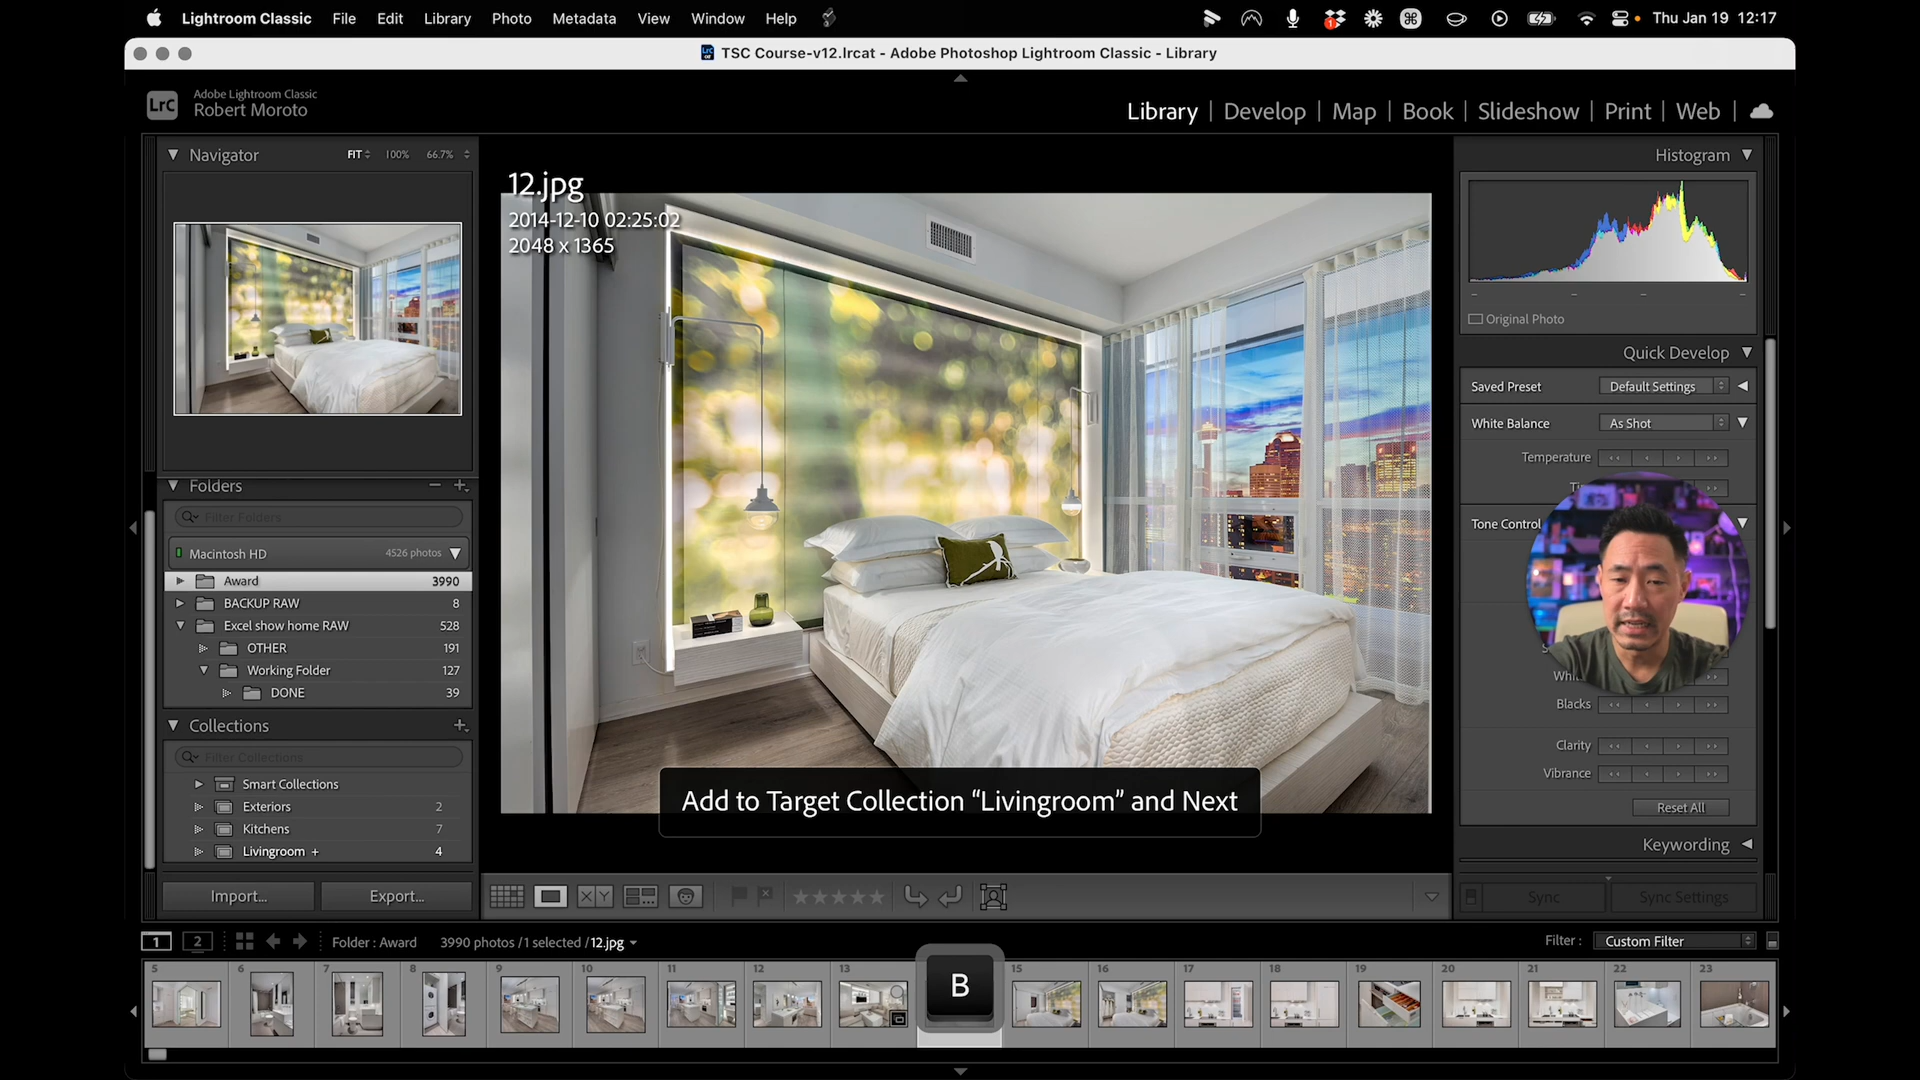 Lightroom Classic File Edit Library Photo Metadata View Window Help Thu Jan 19 12:17
TSC Course-v12.lrcat - Adobe Photoshop Lightroom Classic - Library
LrC
Adobe Lightroom Classic
Robert Moroto
Library | Develop | Map | Book | Slideshow | Print | Web
Navigator FIT 100% 66.7%
12.jpg
2014-12-10 02:25:02
2048 x 1365
Folders
Filter Folders
Macintosh HD 4526 photos
Award 3990
BACKUP RAW 8
Excel show home RAW 528
OTHER 191
Working Folder 127
DONE 39
Collections
Filter Collections
Smart Collections
Exteriors 2
Kitchens 7
Livingroom + 4
Import... Export...
Add to Target Collection “Livingroom” and Next
Histogram
Original Photo
Quick Develop
Saved Preset Default Settings
White Balance As Shot
Temperature
Tone Control
Blacks
Clarity
Vibrance
Reset All
Keywording
Sync Sync Settings
1 2 Folder : Award 3990 photos / 1 selected / 12.jpg Filter : Custom Filter
5 6 7 8 9 10 11 12 13 15 16 17 18 19 20 21 22 23
B